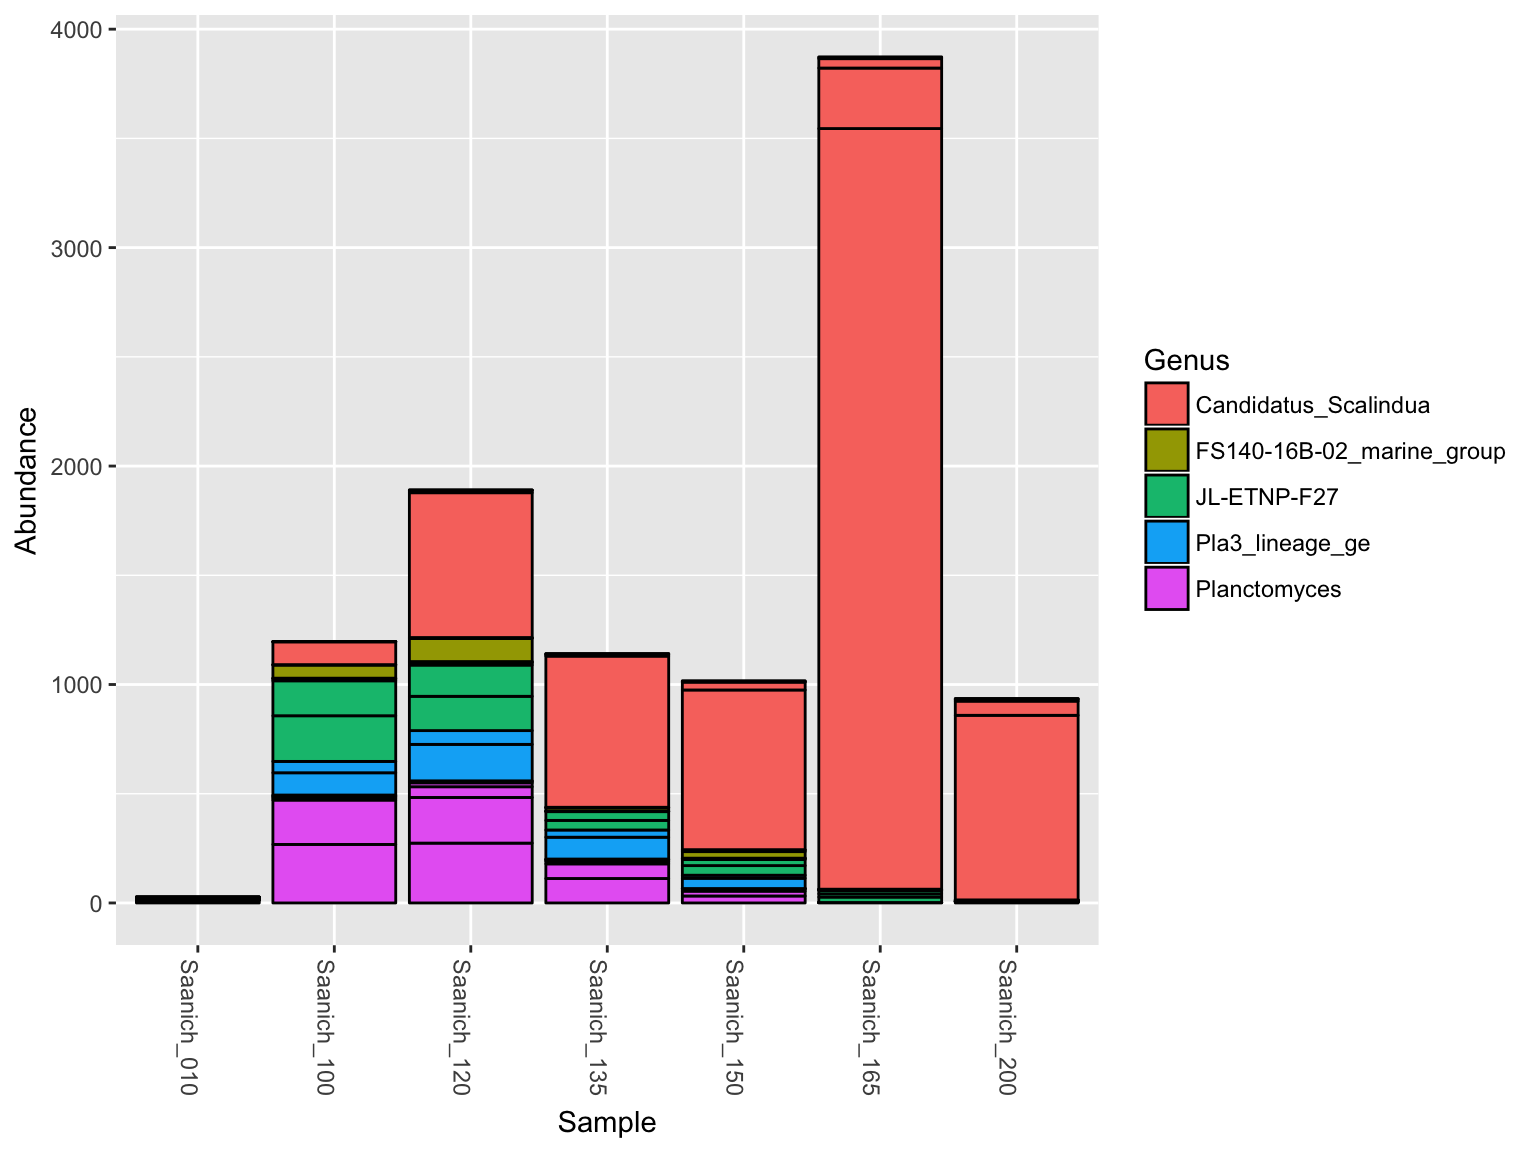 4000
3000
2000
1000
0
Abundance
Saanich_010
Saanich_100
Saanich_120
Saanich_135
Saanich_150
Saanich_165
Saanich_200
Sample
Genus
Candidatus_Scalindua
FS140-16B-02_marine_group
JL-ETNP-F27
Pla3_lineage_ge
Planctomyces